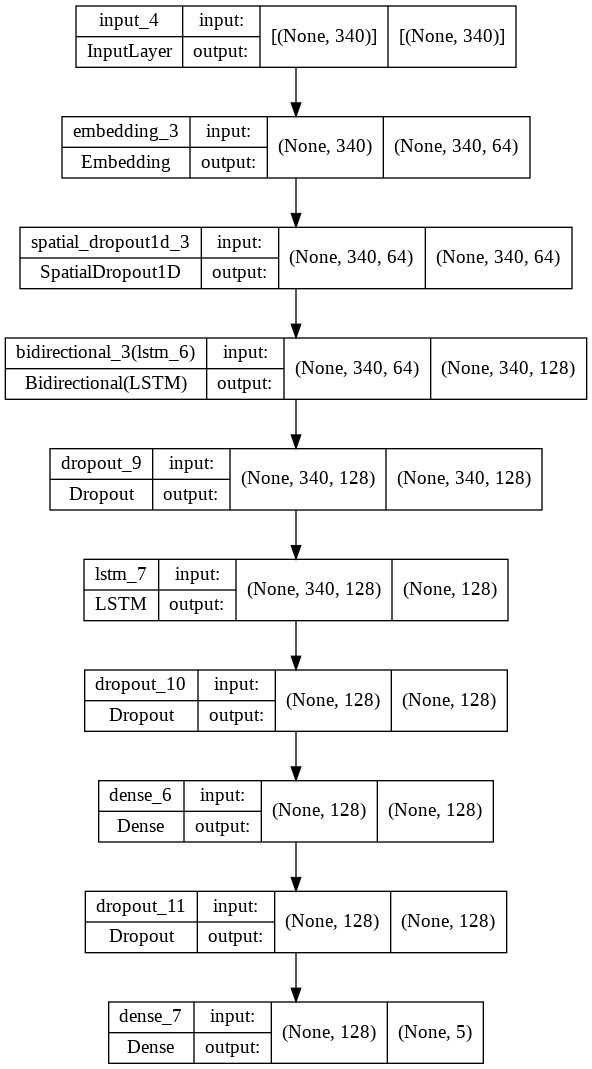 input_4 input: [(None, 340)] [(None, 340)]
InputLayer output:
embedding_3 input: (None, 340) (None, 340, 64)
Embedding output:
spatial_dropout1d_3 input: (None, 340, 64) (None, 340, 64)
SpatialDropout1D output:
bidirectional_3(lstm_6) input: (None, 340, 64) (None, 340, 128)
Bidirectional(LSTM) output:
dropout_9 input: (None, 340, 128) (None, 340, 128)
Dropout output:
lstm_7 input: (None, 340, 128) (None, 128)
LSTM output:
dropout_10 input: (None, 128) (None, 128)
Dropout output:
dense_6 input: (None, 128) (None, 128)
Dense output:
dropout_11 input: (None, 128) (None, 128)
Dropout output:
dense_7 input: (None, 128) (None, 5)
Dense output: